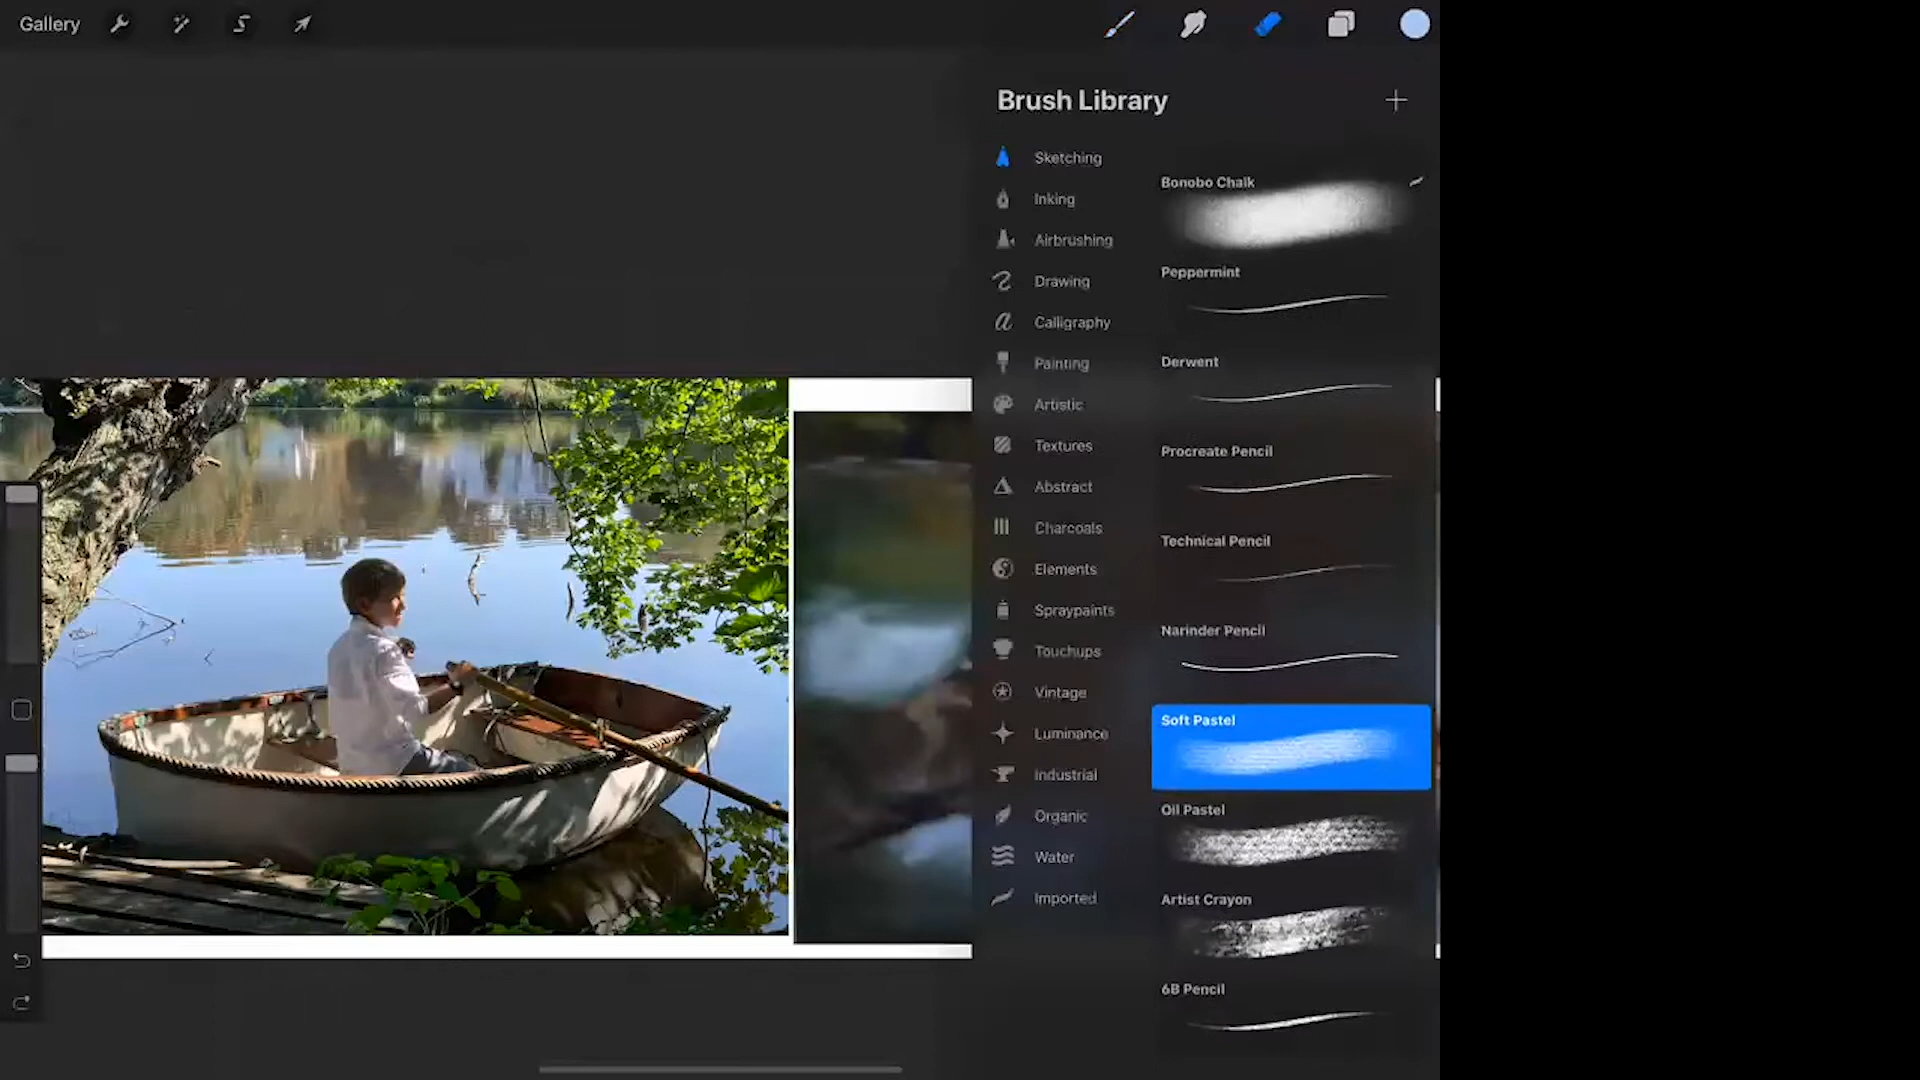 Gallery
Brush Library
Sketching
Inking
Airbrushing
Drawing
Calligraphy
Painting
Artistic
Textures
Abstract
Charcoals
Elements
Spraypaints
Touchups
Vintage
Luminance
Industrial
Organic
Water
Imported
Bonobo Chalk
Peppermint
Derwent
Procreate Pencil
Technical Pencil
Narinder Pencil
Soft Pastel
Oil Pastel
Artist Crayon
6B Pencil